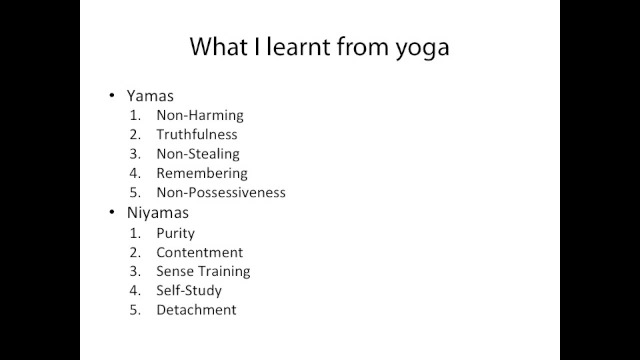 What I learnt from yoga
• Yamas
1. Non-Harming
2. Truthfulness
3. Non-Stealing
4. Remembering
5. Non-Possessiveness
• Niyamas
1. Purity
2. Contentment
3. Sense Training
4. Self-Study
5. Detachment